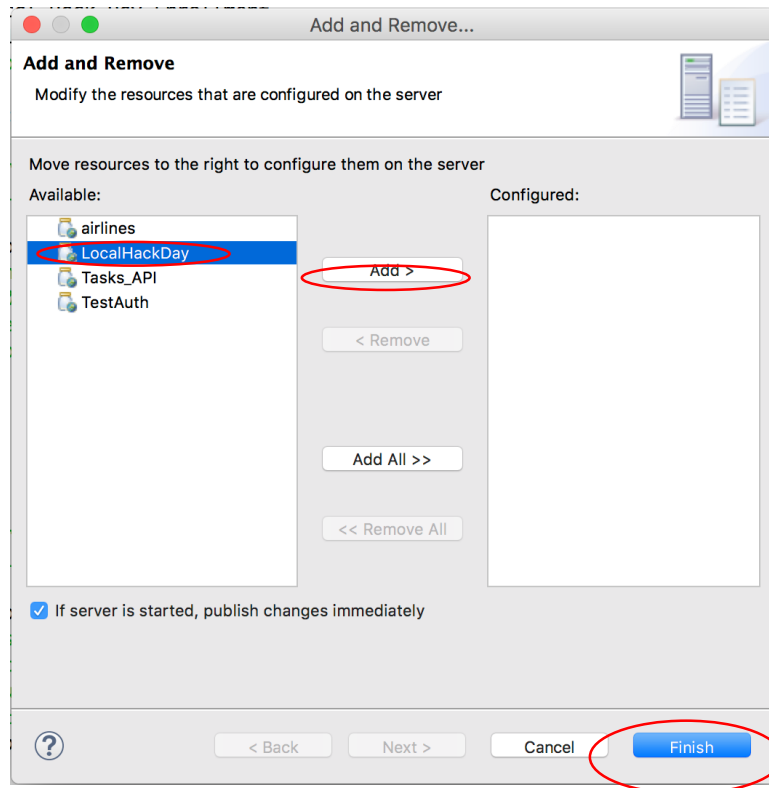 Add and Remove...
Add and Remove
Modify the resources that are configured on the server
Move resources to the right to configure them on the server
Available:
Configured:
airlines
LocalHackDay
Tasks_API
TestAuth
Add >
< Remove
Add All >>
<< Remove All
If server is started, publish changes immediately
?
< Back
Next >
Cancel
Finish